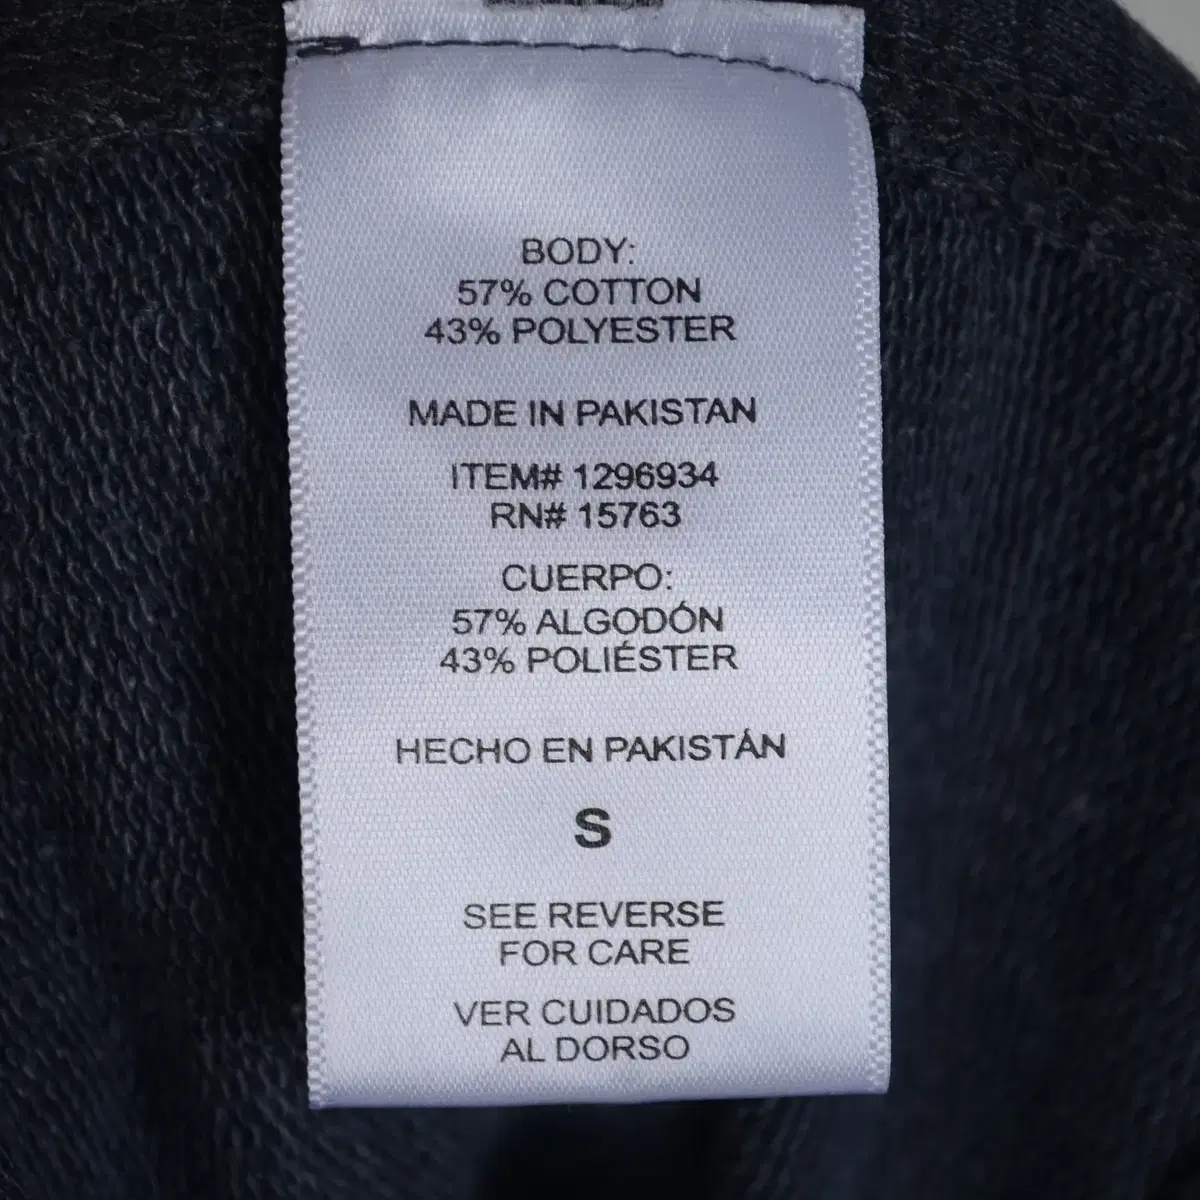 BODY:
57% COTTON
43% POLYESTER
MADE IN PAKISTAN
ITEM# 1296934
RN# 15763
CUERPO:
57% ALGODÓN
43% POLIÉSTER
HECHO EN PAKISTÁN
S
SEE REVERSE
FOR CARE
VER CUIDADOS
AL DORSO